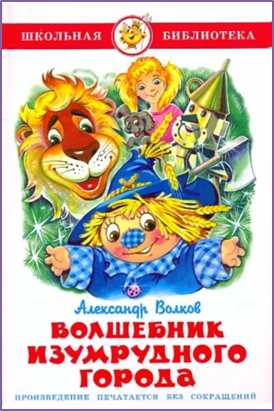 ШКОЛЬНАЯ БИБЛИОТЕКА
Александр Волков
ВОЛШЕБНИК
ИЗУМРУДНОГО
ГОРОДА
ПРОИЗВЕДЕНИЕ ПЕЧАТАЕТСЯ БЕЗ СОКРАЩЕНИЙ